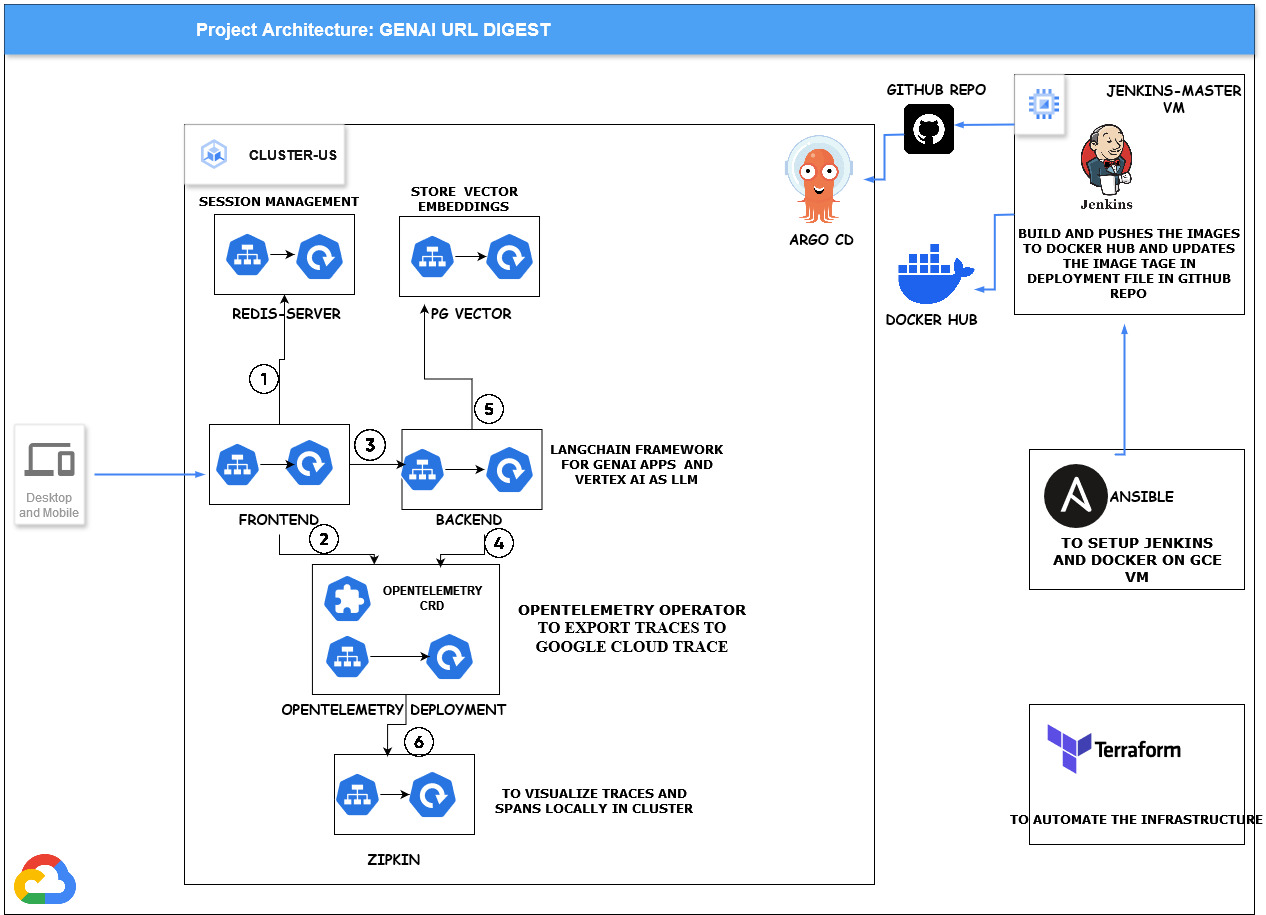 Project Architecture: GENAI URL DIGEST
GITHUB REPO
JENKINS-MASTER
VM
CLUSTER-US
SESSION MANAGEMENT
STORE VECTOR
EMBEDDINGS
Jenkins
ARGO CD
BUILD AND PUSHES THE IMAGES
TO DOCKER HUB AND UPDATES
THE IMAGE TAGE IN
DEPLOYMENT FILE IN GITHUB
REPO
REDIS-SERVER
PG VECTOR
DOCKER HUB
1
5
3
LANGCHAIN FRAMEWORK
FOR GENAI APPS AND
VERTEX AI AS LLM
Desktop
and Mobile
FRONTEND
BACKEND
ANSIBLE
TO SETUP JENKINS
AND DOCKER ON GCE
VM
2
4
OPENTELEMETRY
CRD
OPENTELEMETRY OPERATOR
TO EXPORT TRACES TO
GOOGLE CLOUD TRACE
OPENTELEMETRY DEPLOYMENT
6
Terraform
TO VISUALIZE TRACES AND
SPANS LOCALLY IN CLUSTER
TO AUTOMATE THE INFRASTRUCTURE
ZIPKIN